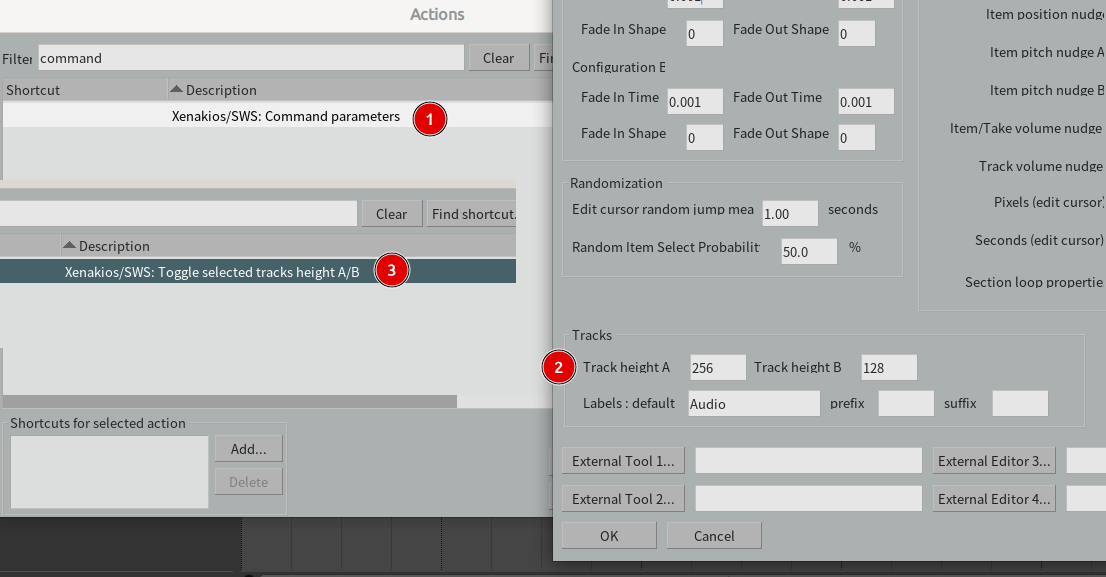 Actions
Filter command Clear
Shortcut Description
Xenakios/SWS: Command parameters 1
Clear Find shortcut.
Description
Xenakios/SWS: Toggle selected tracks height A/B 3
Shortcuts for selected action
Add...
Delete
Fade In Shape 0 Fade Out Shape 0
Configuration B
Fade In Time 0.001 Fade Out Time 0.001
Fade In Shape 0 Fade Out Shape 0
Randomization
Edit cursor random jump mea 1.00 seconds
Random Item Select Probabilit 50.0 %
Tracks
2 Track height A 256 Track height B 128
Labels : default Audio prefix suffix
External Tool 1... External Editor 3...
External Tool 2... External Editor 4...
OK Cancel
Item position nudge
Item pitch nudge A
Item pitch nudge B
Item/Take volume nudge
Track volume nudge
Pixels (edit cursor)
Seconds (edit cursor)
Section loop propertie